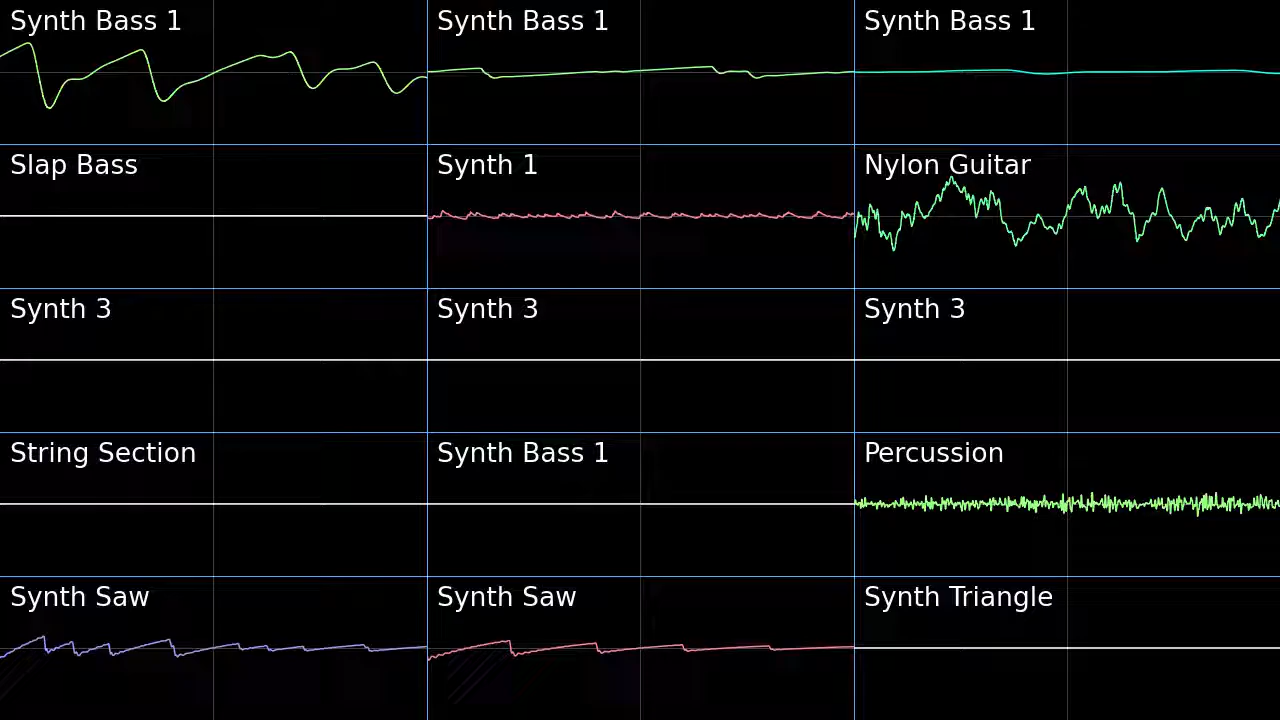 Synth Bass 1
Synth Bass 1
Synth Bass 1
Slap Bass
Synth 1
Nylon Guitar
Synth 3
Synth 3
Synth 3
String Section
Synth Bass 1
Percussion
Synth Saw
Synth Saw
Synth Triangle